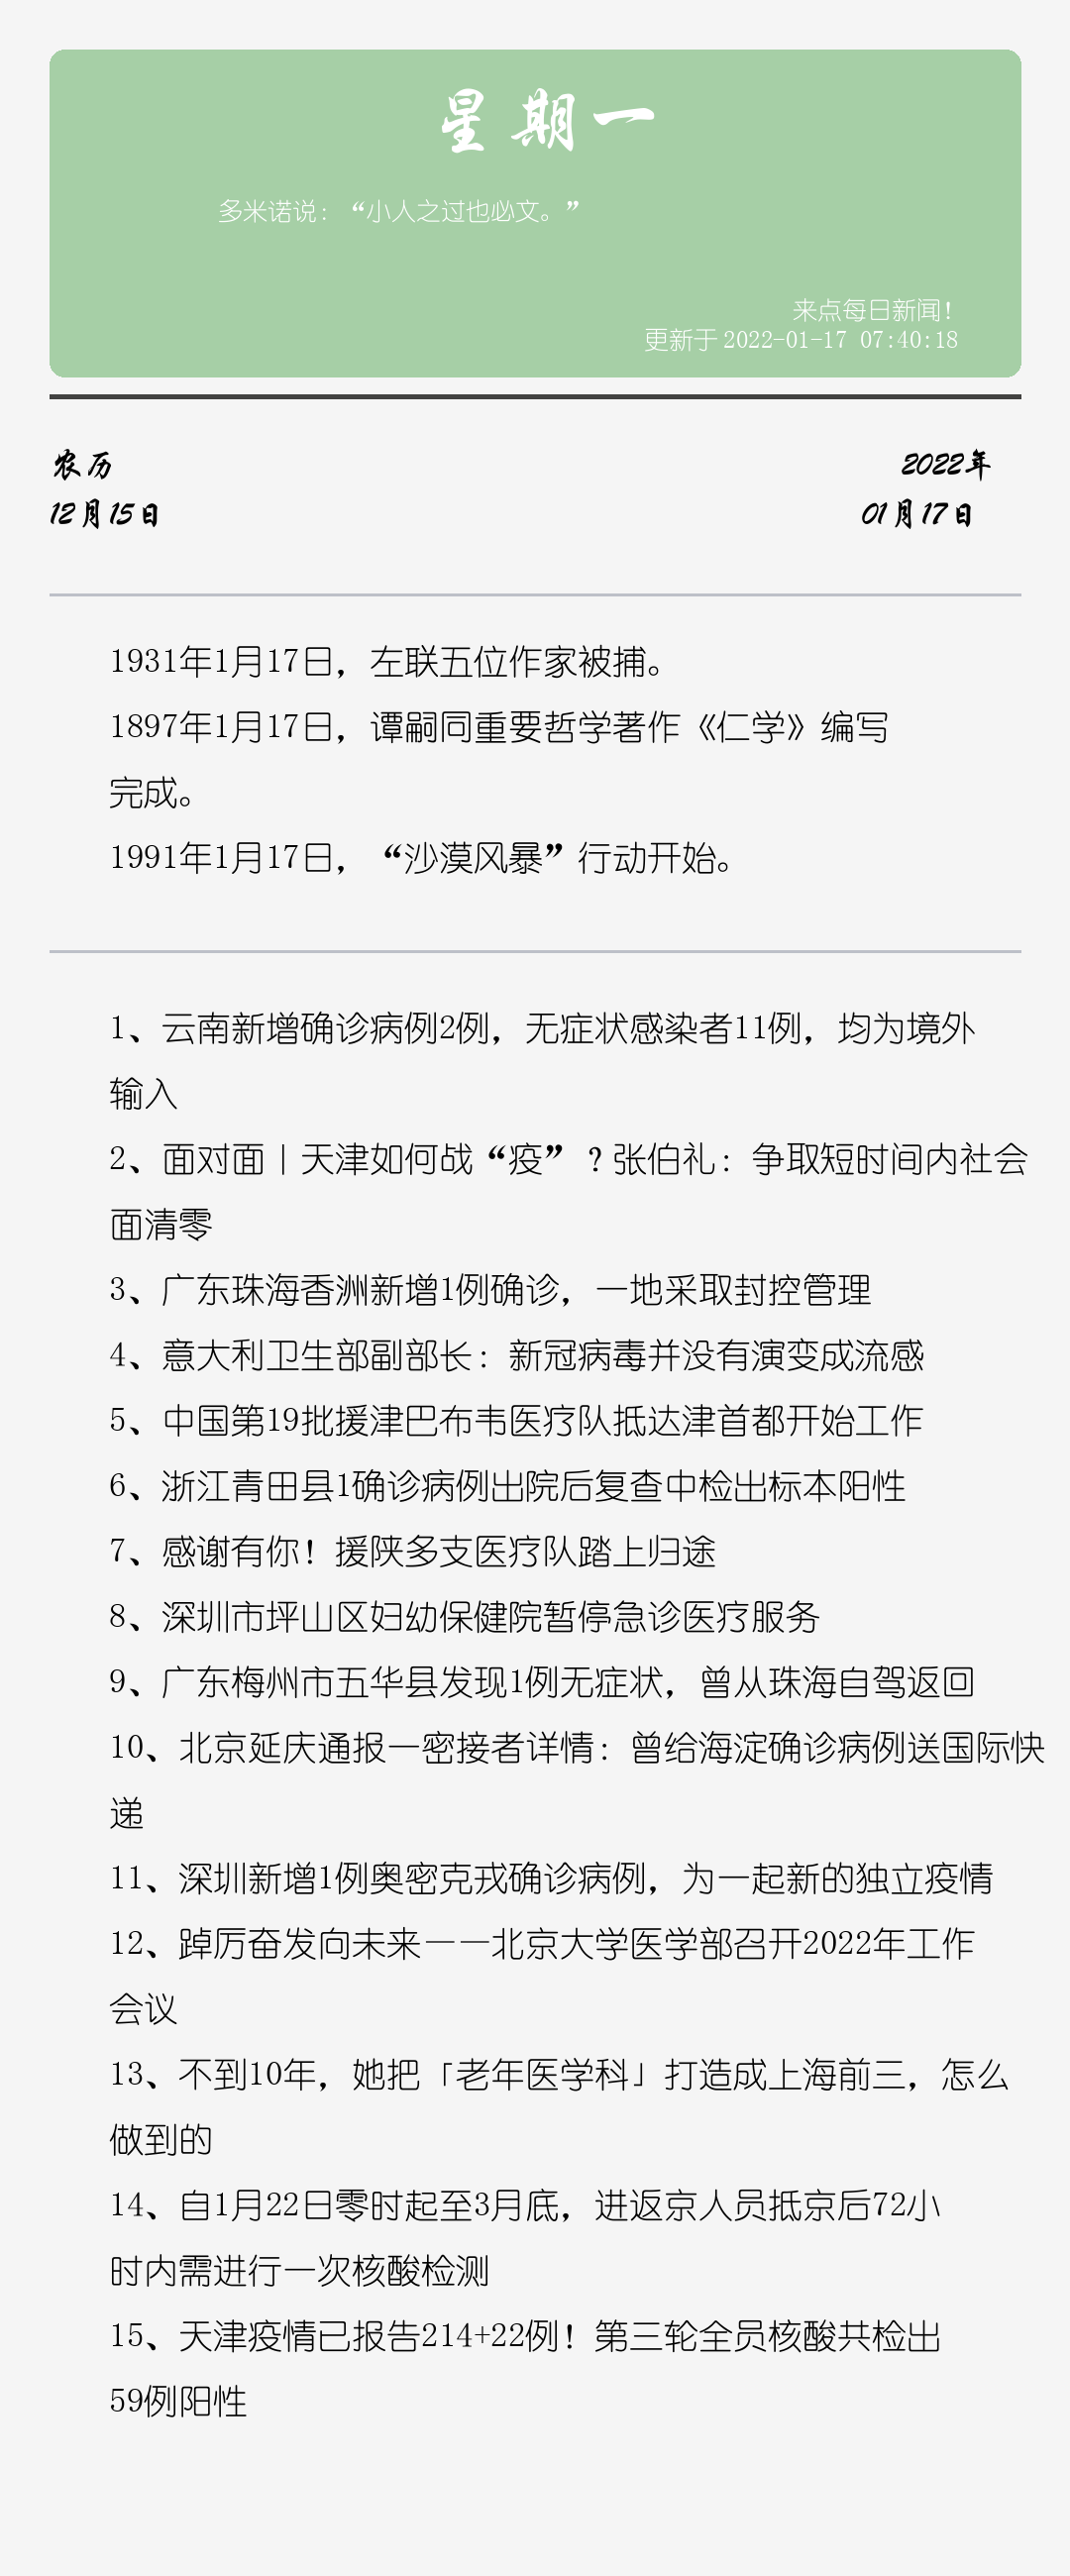 星期一
多米诺说：“小人之过也必文。”
来点每日新闻！
更新于 2022-01-17 07:40:18
农历
12月15日
2022年
01月17日
1931年1月17日，左联五位作家被捕。
1897年1月17日，谭嗣同重要哲学著作《仁学》编写
完成。
1991年1月17日，“沙漠风暴”行动开始。
1、云南新增确诊病例2例，无症状感染者11例，均为境外
输入
2、面对面丨天津如何战“疫”？张伯礼：争取短时间内社会
面清零
3、广东珠海香洲新增1例确诊，一地采取封控管理
4、意大利卫生部副部长：新冠病毒并没有演变成流感
5、中国第19批援津巴布韦医疗队抵达津首都开始工作
6、浙江青田县1确诊病例出院后复查中检出标本阳性
7、感谢有你！援陕多支医疗队踏上归途
8、深圳市坪山区妇幼保健院暂停急诊医疗服务
9、广东梅州市五华县发现1例无症状，曾从珠海自驾返回
10、北京延庆通报一密接者详情：曾给海淀确诊病例送国际快
递
11、深圳新增1例奥密克戎确诊病例，为一起新的独立疫情
12、踔厉奋发向未来——北京大学医学部召开2022年工作
会议
13、不到10年，她把「老年医学科」打造成上海前三，怎么
做到的
14、自1月22日零时起至3月底，进返京人员抵京后72小
时内需进行一次核酸检测
15、天津疫情已报告214+22例！第三轮全员核酸共检出
59例阳性